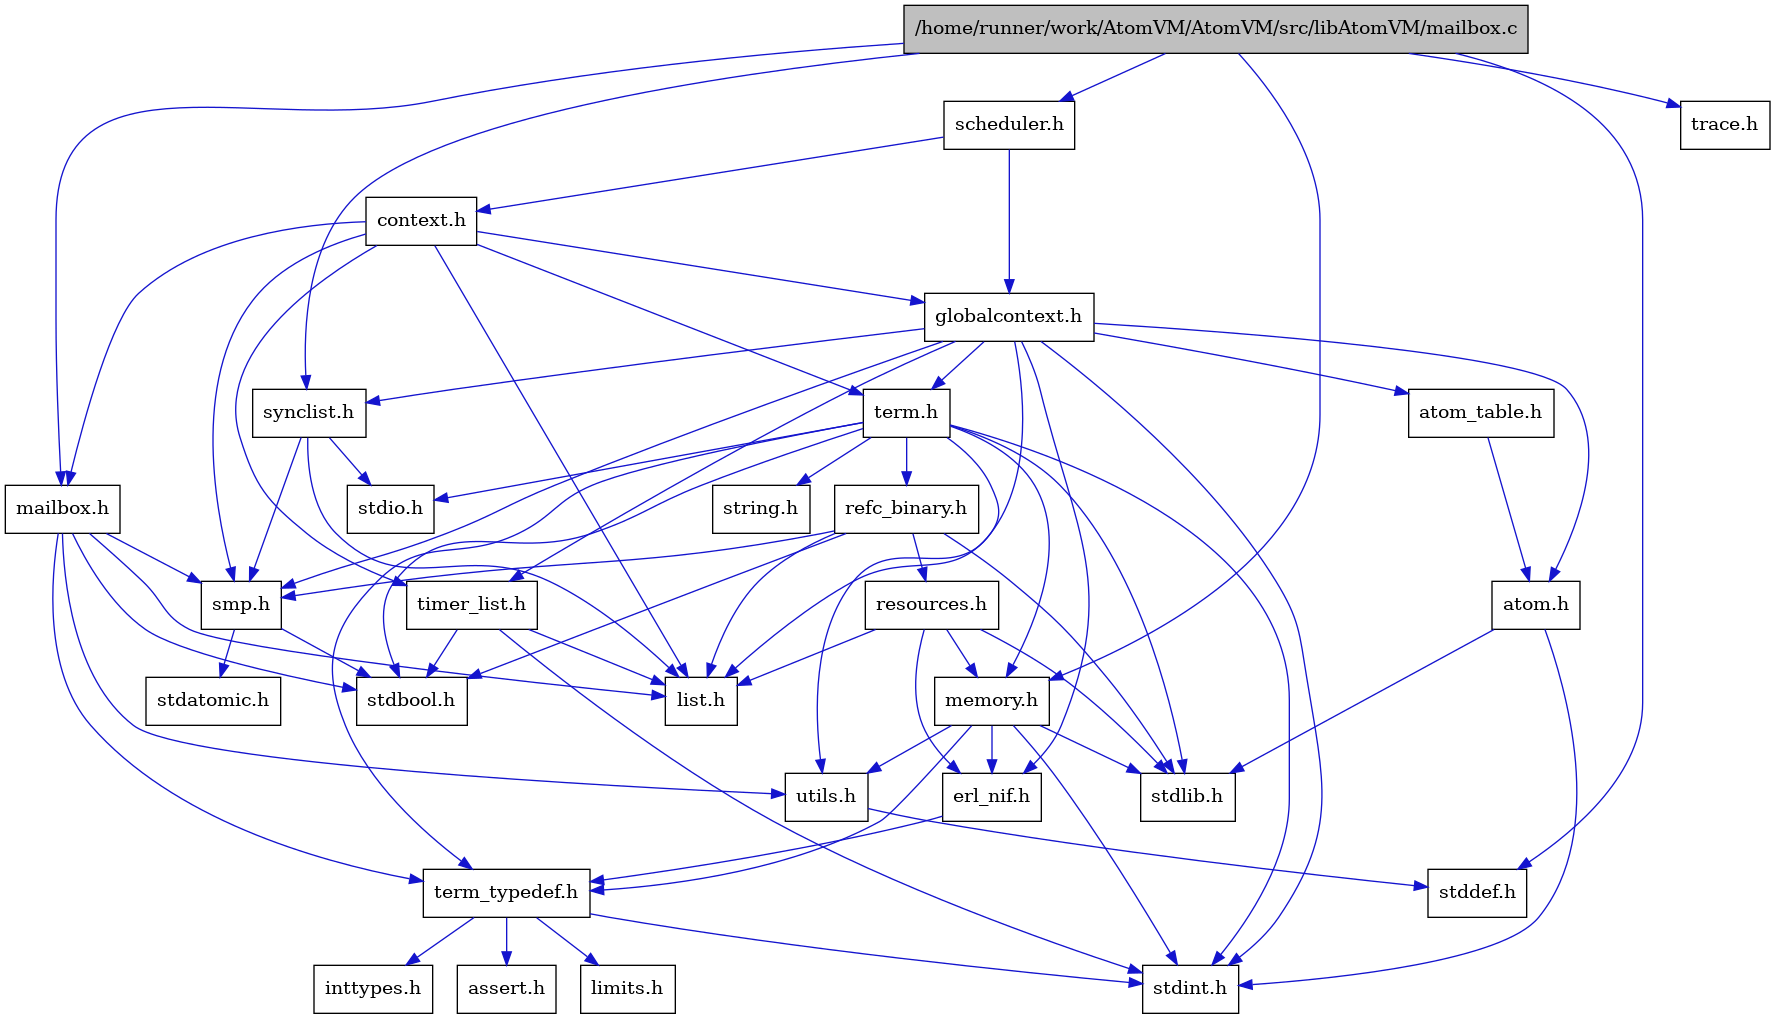 /home/runner/work/AtomVM/AtomVM/src/libAtomVM/mailbox.c
scheduler.h
trace.h
context.h
globalcontext.h
synclist.h
term.h
atom_table.h
mailbox.h
stdio.h
string.h
refc_binary.h
smp.h
timer_list.h
resources.h
atom.h
stdatomic.h
stdbool.h
list.h
memory.h
utils.h
erl_nif.h
stdlib.h
term_typedef.h
stddef.h
inttypes.h
assert.h
limits.h
stdint.h